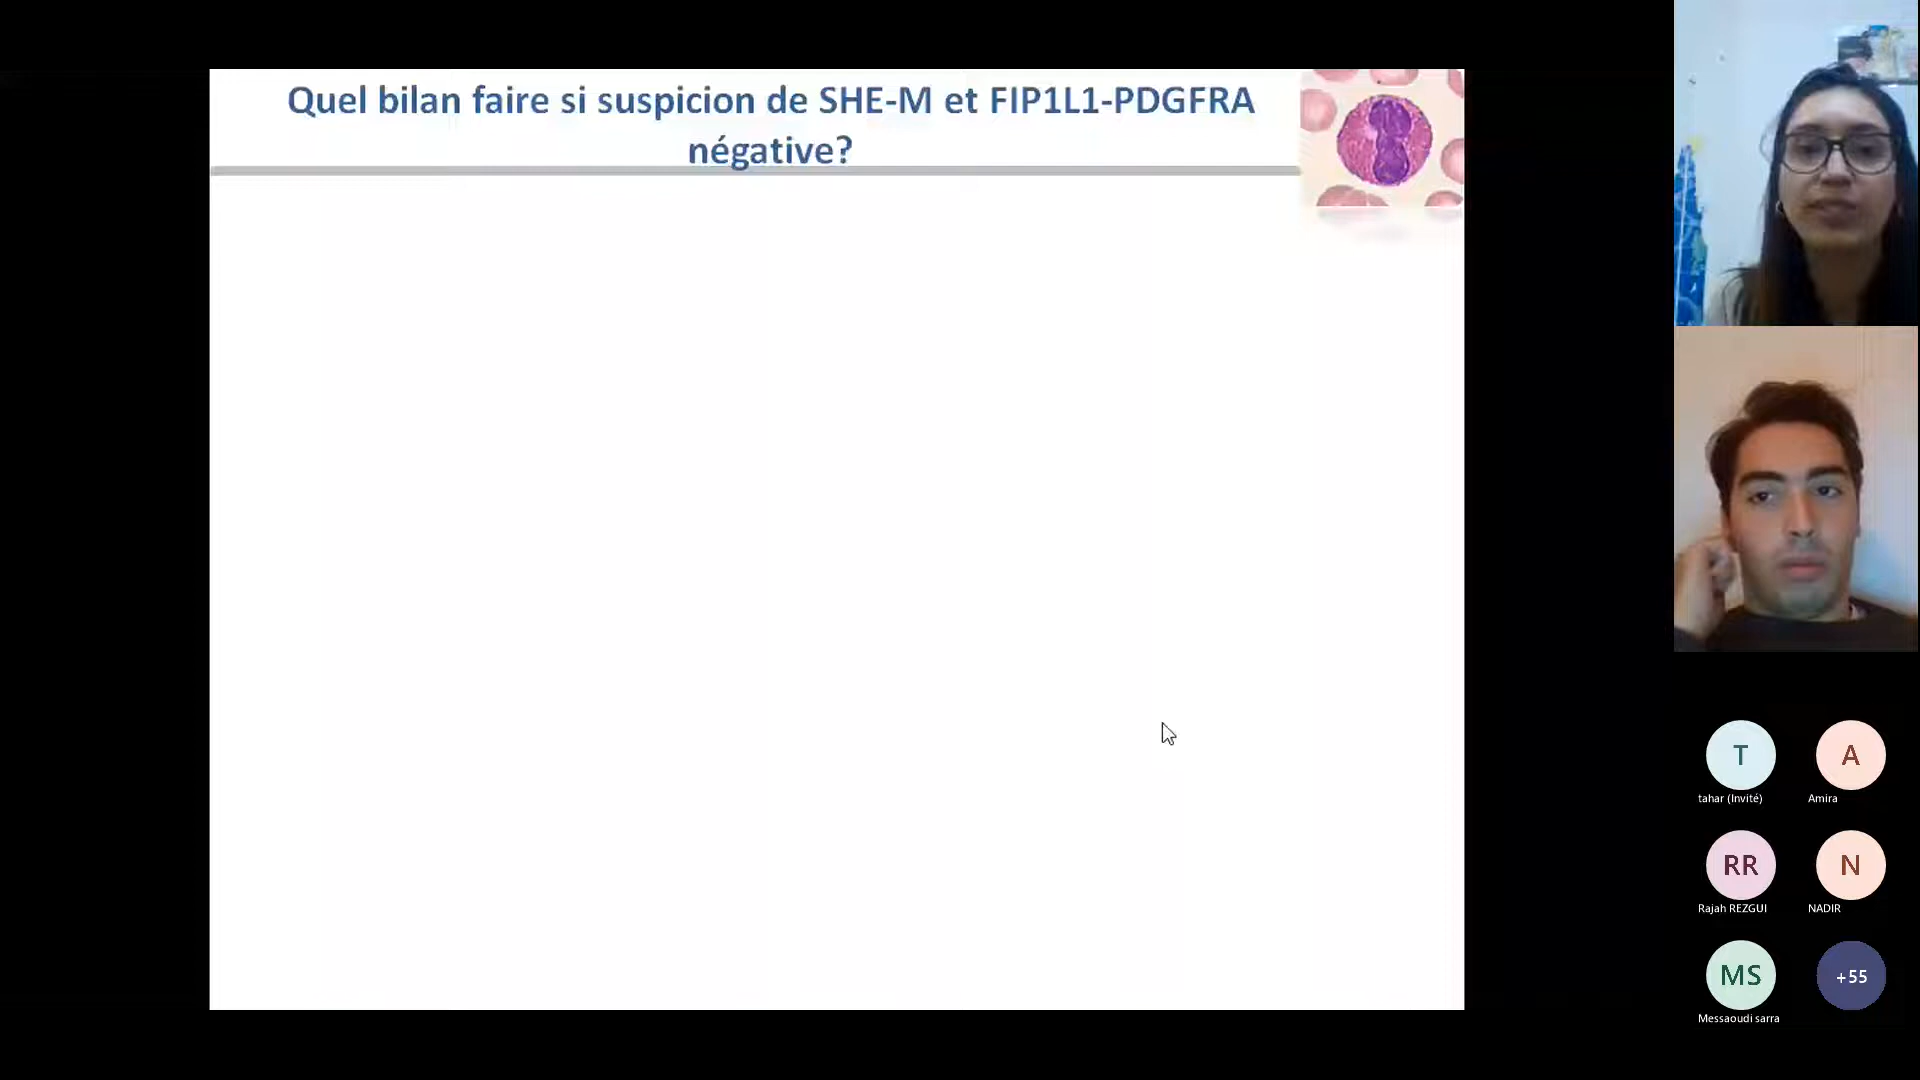 Quel bilan faire si suspicion de SHE-M et FIP1L1-PDGFRA
négative?
T
A
tahar (Invité)
Amira
RR
N
Rajah REZGUI
NADIR
MS
+55
Messaoudi sarra